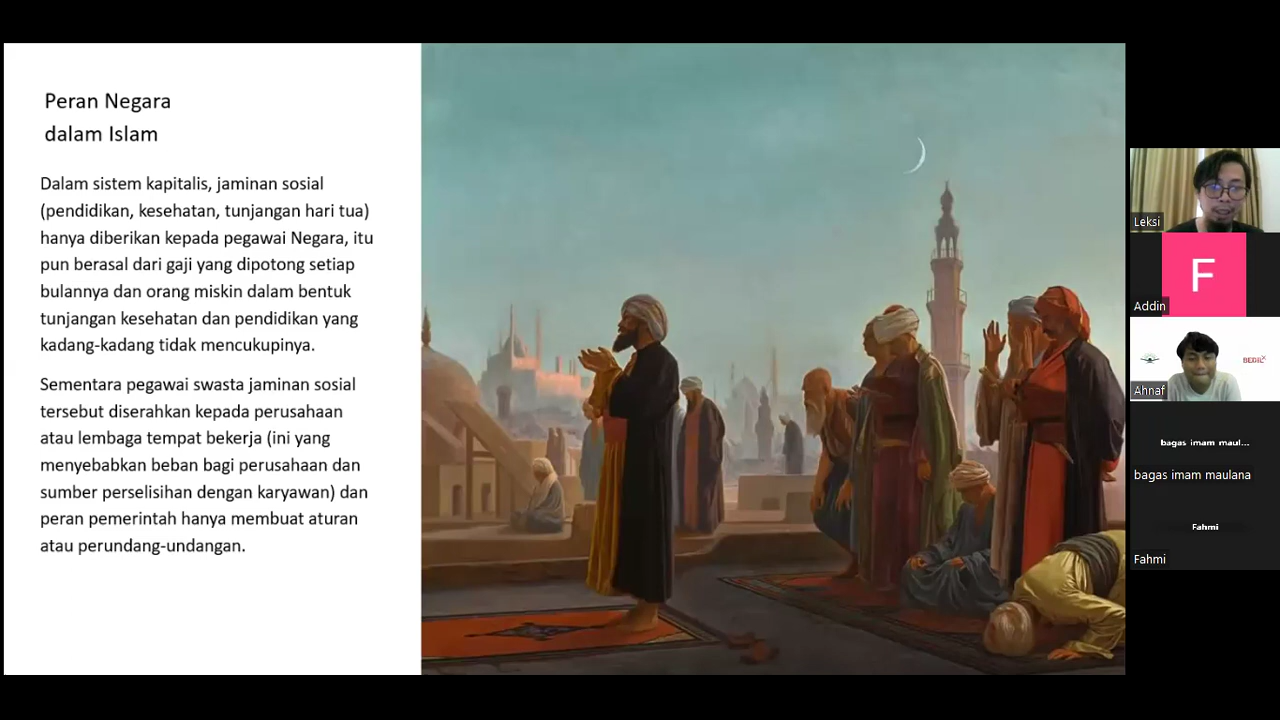 Peran Negara
dalam Islam
Dalam sistem kapitalis, jaminan sosial
(pendidikan, kesehatan, tunjangan hari tua)
hanya diberikan kepada pegawai Negara, itu
pun berasal dari gaji yang dipotong setiap
bulannya dan orang miskin dalam bentuk
tunjangan kesehatan dan pendidikan yang
kadang-kadang tidak mencukupinya.
Sementara pegawai swasta jaminan sosial
tersebut diserahkan kepada perusahaan
atau lembaga tempat bekerja (ini yang
menyebabkan beban bagi perusahaan dan
sumber perselisihan dengan karyawan) dan
peran pemerintah hanya membuat aturan
atau perundang-undangan.
Leksi
F
Addin
Ahnaf
bagas imam maul...
bagas imam maulana
Fahmi
Fahmi